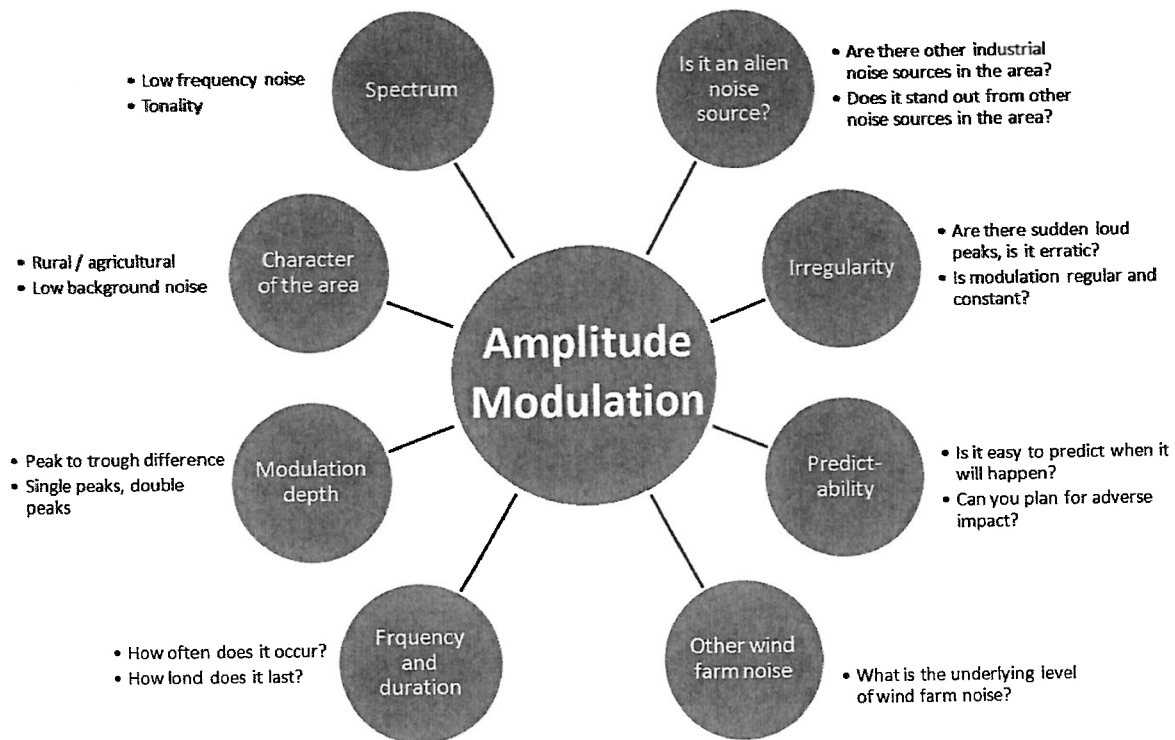 Spectrum
• Low frequency noise
• Tonality
Is it an alien
noise
source?
• Are there other industrial
noise sources in the area?
• Does it stand out from other
noise sources in the area?
Character
of the area
• Rural / agricultural
• Low background noise
Irregularity
• Are there sudden loud
peaks, is it erratic?
• Is modulation regular and
constant?
Amplitude
Modulation
Modulation
depth
• Peak to trough difference
• Single peaks, double
peaks
Predict-
ability
• Is it easy to predict when it
will happen?
• Can you plan for adverse
impact?
Frquency
and
duration
• How often does it occur?
• How lond does it last?
Other wind
farm noise
• What is the underlying level
of wind farm noise?